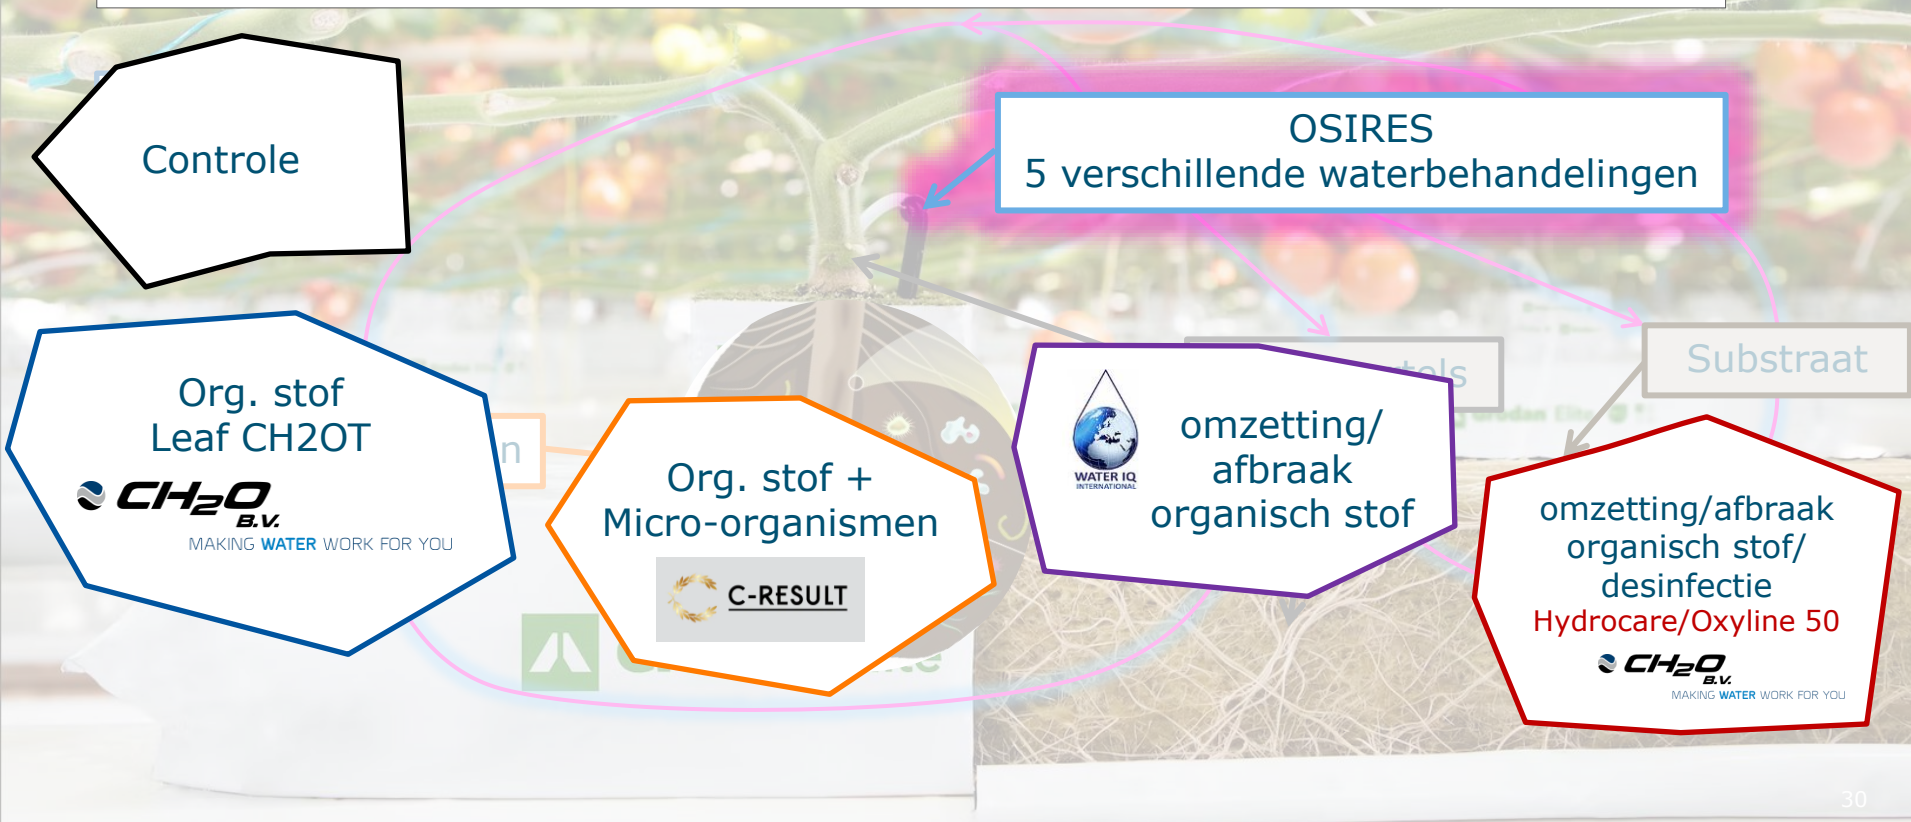 Controle
OSIRES
5 verschillende waterbehandelingen
Substraat
Org. stof
Leaf CH2OT
CH2O
B.V.
MAKING WATER WORK FOR YOU
Org. stof +
Micro-organismen
C-RESULT
WATER IQ
INTERNATIONAL
omzetting/
afbraak
organisch stof
omzetting/afbraak
organisch stof/
desinfectie
Hydrocare/Oxyline 50
CH2O
B.V.
MAKING WATER WORK FOR YOU
Grodan Elite
30